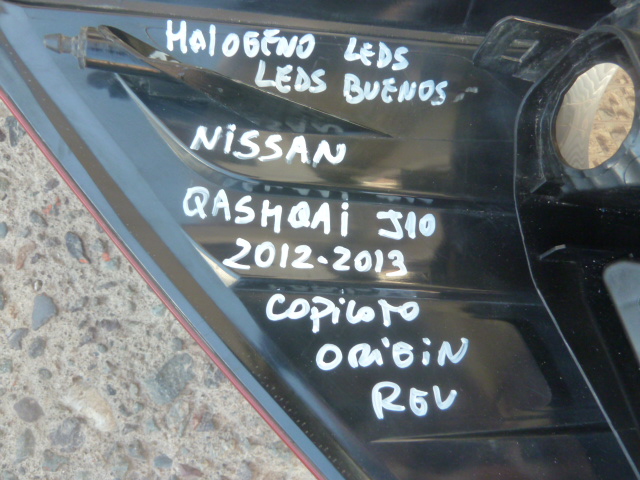 HALOGENO LEDS
LEDS BUENOS
NiSSAN
QASHQAi J10
2012-2013
COPiLOTO
ORiGiN
REV